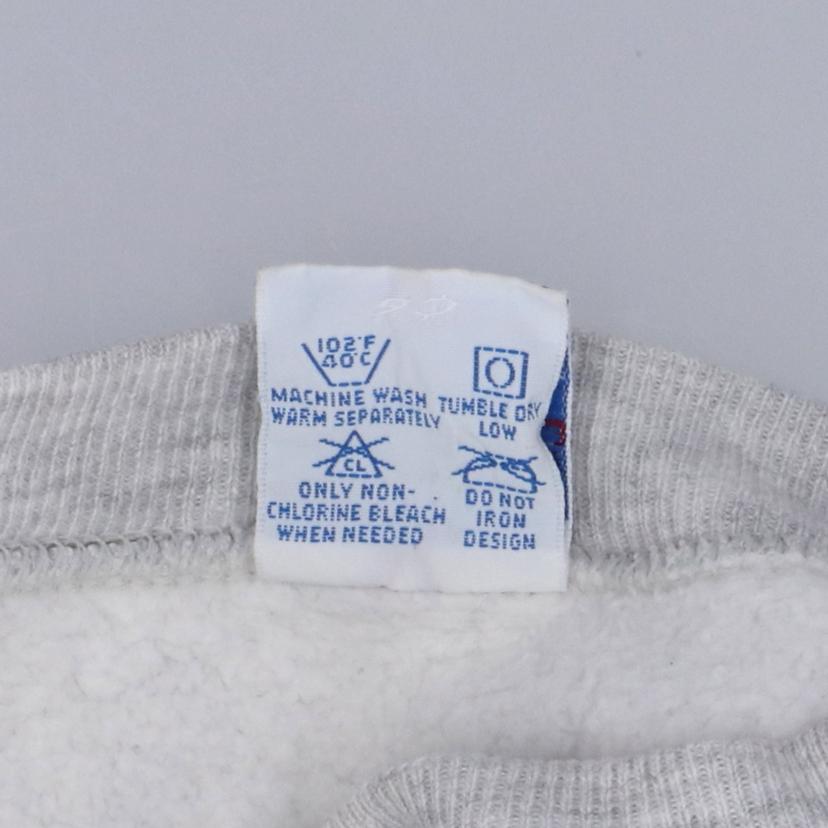 102°F
40°C
MACHINE WASH
WARM SEPARATELY
CL
ONLY NON-
CHLORINE BLEACH
WHEN NEEDED
TUMBLE DRY
LOW
DO NOT
IRON
DESIGN